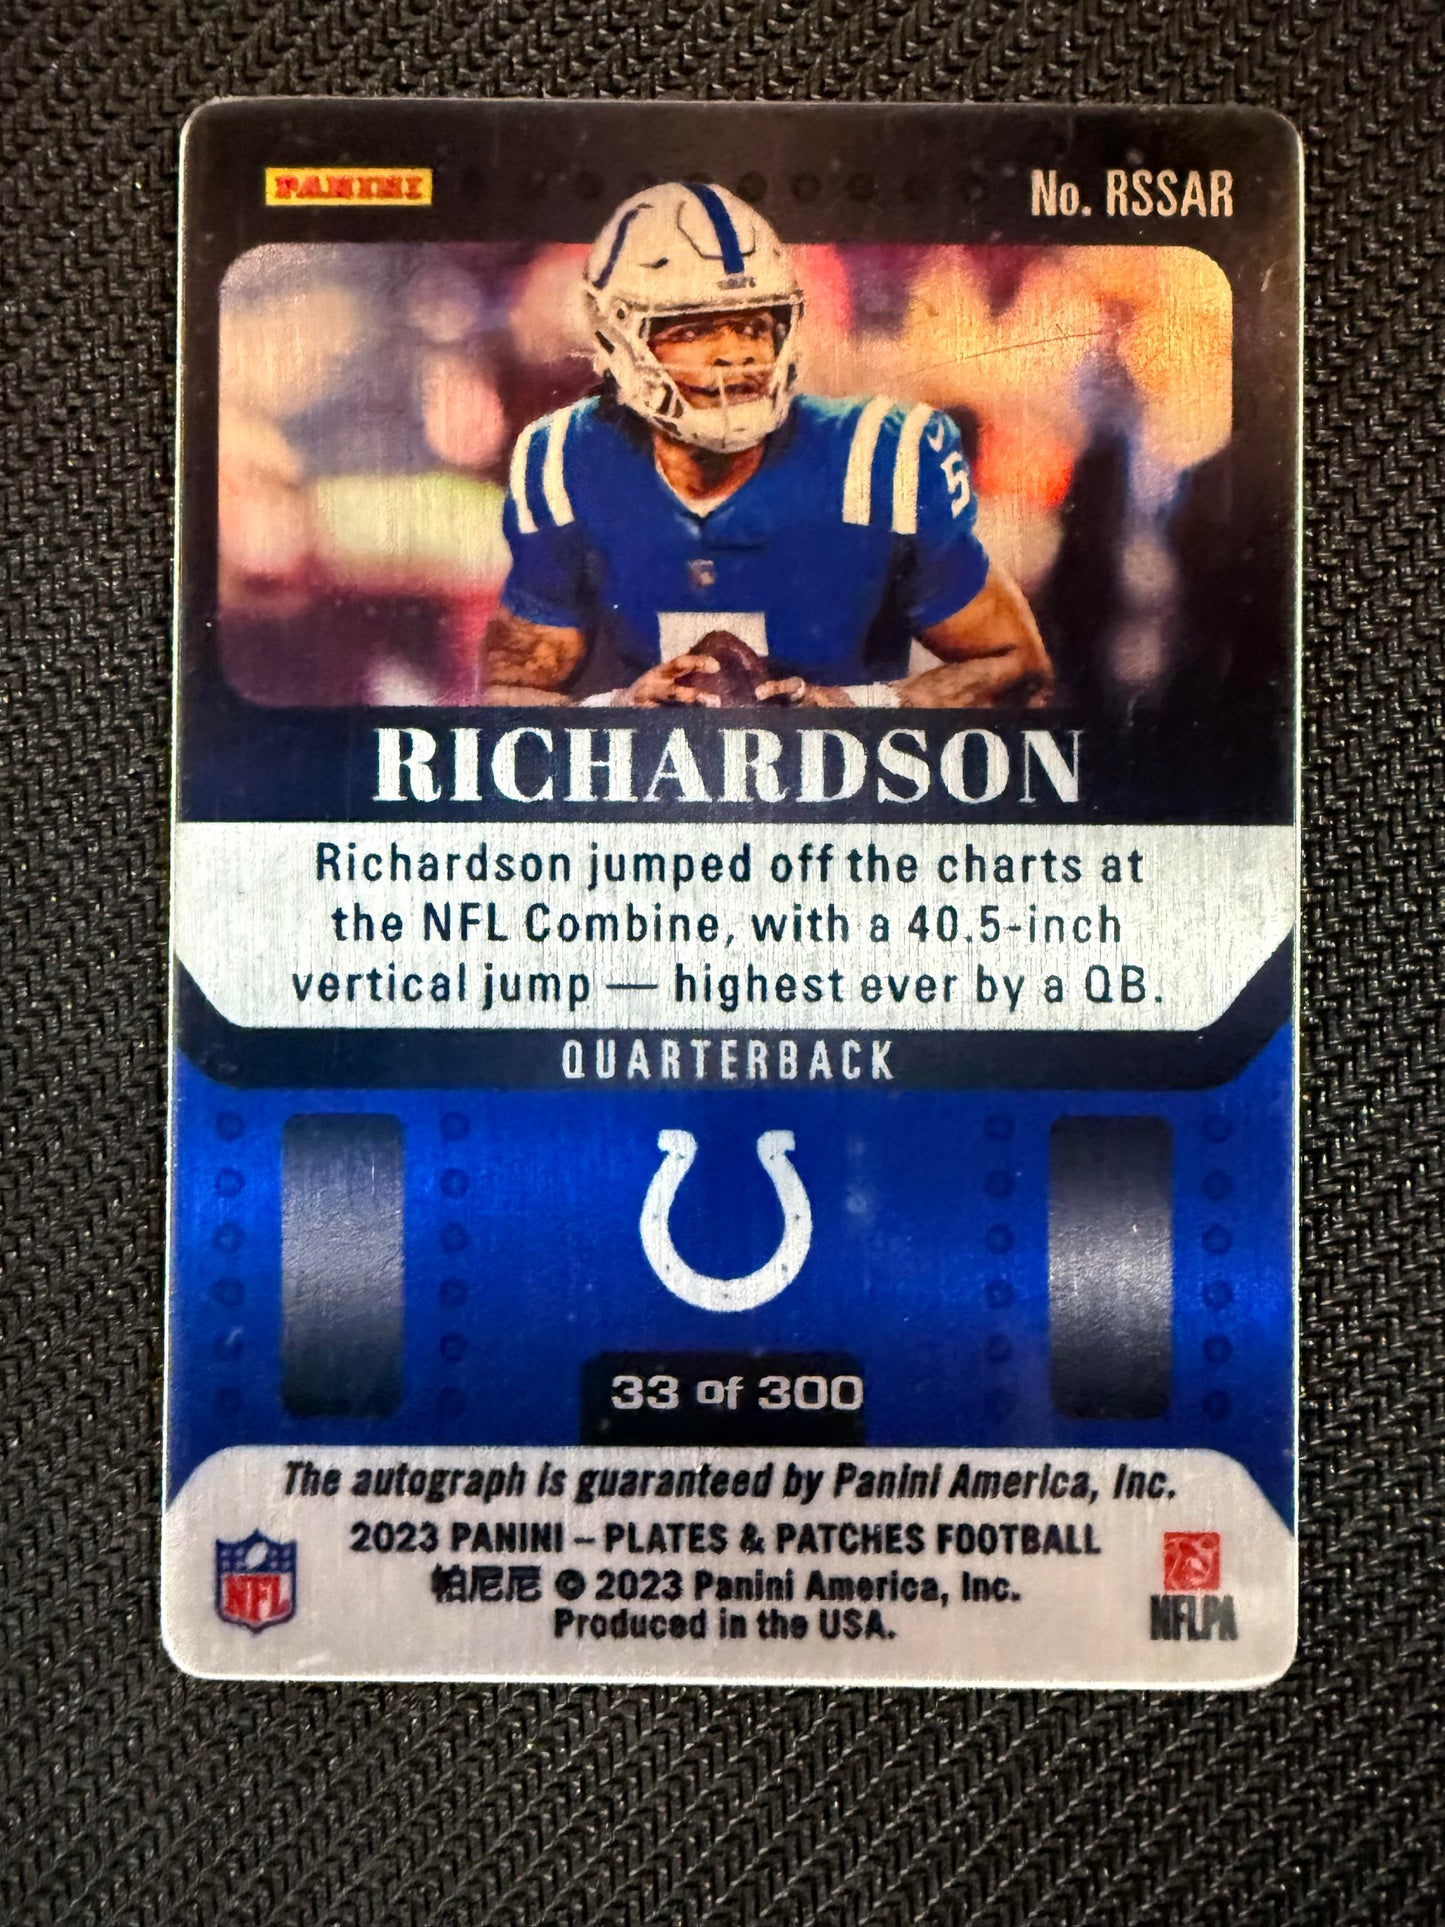 PANINI
No. RSSAR
5
RICHARDSON
Richardson jumped off the charts at
the NFL Combine, with a 40.5-inch
vertical jump — highest ever by a QB.
QUARTERBACK
33 of 300
The autograph is guaranteed by Panini America, Inc.
2023 PANINI – PLATES & PATCHES FOOTBALL
帕尼尼 © 2023 Panini America, Inc.
Produced in the USA.
NFL
NFLPA